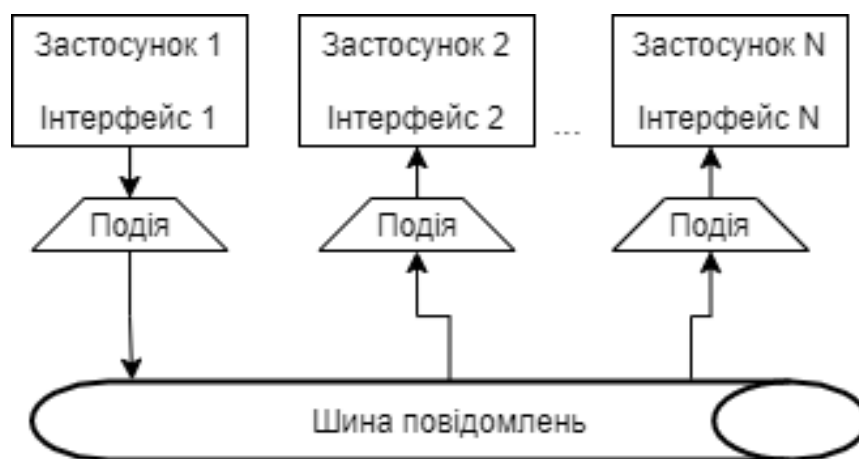 Застосунок 1
Інтерфейс 1
Застосунок 2
Інтерфейс 2
...
Застосунок N
Інтерфейс N
Подія
Подія
Подія
Шина повідомлень